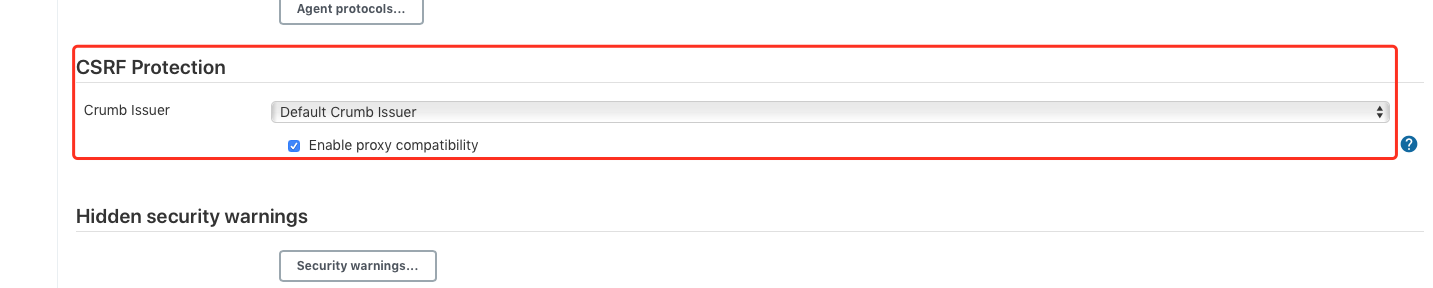 Agent protocols...
CSRF Protection
Crumb Issuer
Default Crumb Issuer
Enable proxy compatibility
?
Hidden security warnings
Security warnings...